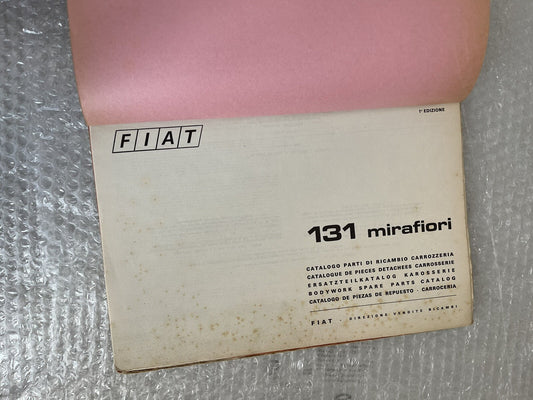 1ª EDIZIONE
FIAT
131 mirafiori
CATALOGO PARTI DI RICAMBIO CARROZZERIA
CATALOGUE DE PIECES DETACHEES CARROSSERIE
ERSATZTEILKATALOG KAROSSERIE
BODYWORK SPARE PARTS CATALOG
CATALOGO DE PIEZAS DE REPUESTO - CARROCERIA
FIAT DIREZIONE VENDITE RICAMBI